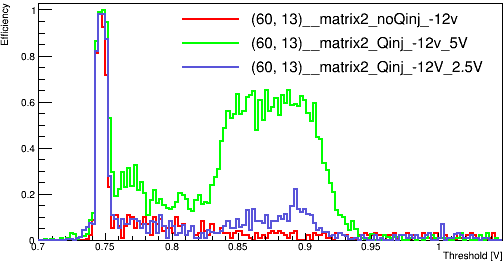 Efficiency
1
0.8
0.6
0.4
0.2
0
(60, 13)__matrix2_noQinj_-12v
(60, 13)__matrix2_Qinj_-12v_5V
(60, 13)__matrix2_Qinj_-12V_2.5V
0.7 0.75 0.8 0.85 0.9 0.95 1
Threshold [V]